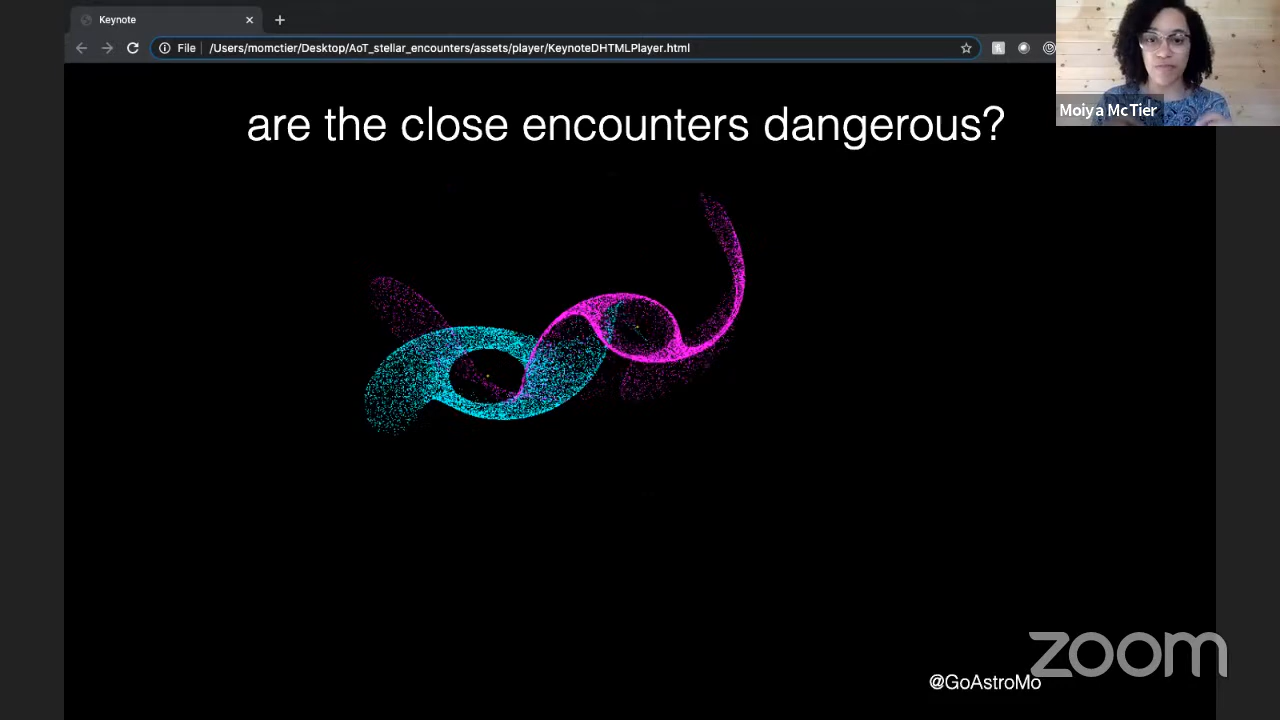 Keynote
File
/Users/momctier/Desktop/AoT_stellar_encounters/assets/player/KeynoteDHTMLPlayer.html
Moiya McTier
are the close encounters dangerous?
zoom
@GoAstroMo